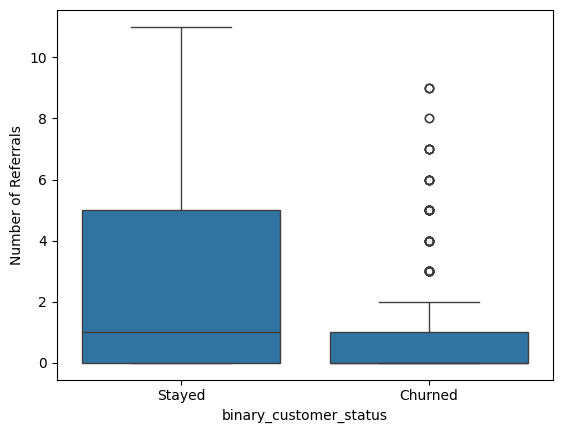 10
8
6
4
2
0
Number of Referrals
Stayed
Churned
binary_customer_status